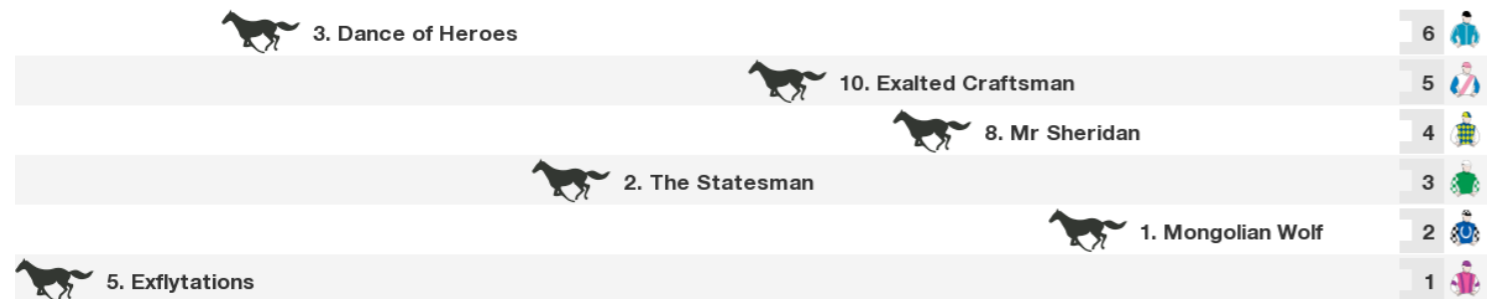 3. Dance of Heroes 6
10. Exalted Craftsman 5
8. Mr Sheridan 4
2. The Statesman 3
1. Mongolian Wolf 2
5. Exflytations 1